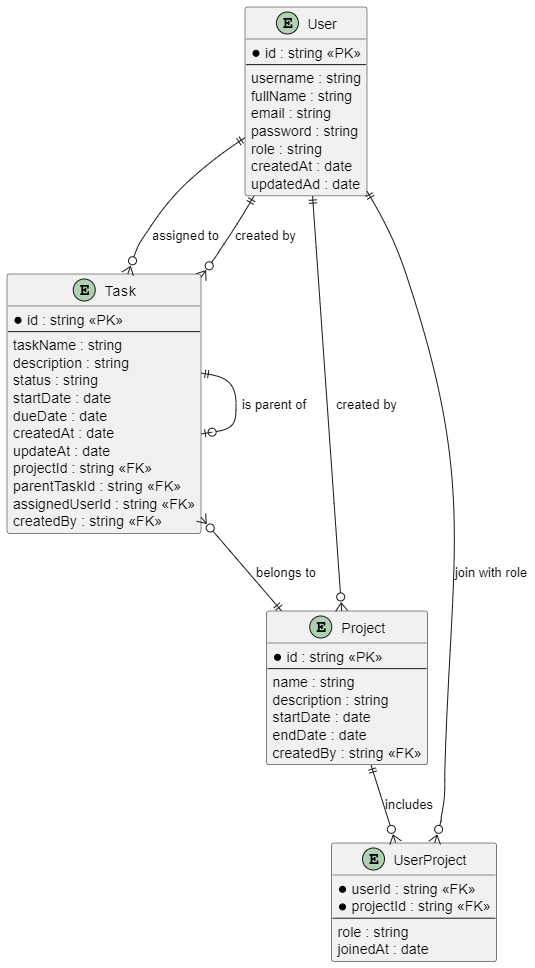 E User
id : string «PK»
username : string
fullName : string
email : string
password : string
role : string
createdAt : date
updatedAd : date
assigned to
created by
E Task
id : string «PK»
taskName : string
description : string
status : string
startDate : date
dueDate : date
createdAt : date
updateAt : date
projectId : string «FK»
parentTaskId : string «FK»
assignedUserId : string «FK»
createdBy : string «FK»
is parent of
created by
belongs to
join with role
E Project
id : string «PK»
name : string
description : string
startDate : date
endDate : date
createdBy : string «FK»
includes
E UserProject
userId : string «FK»
projectId : string «FK»
role : string
joinedAt : date